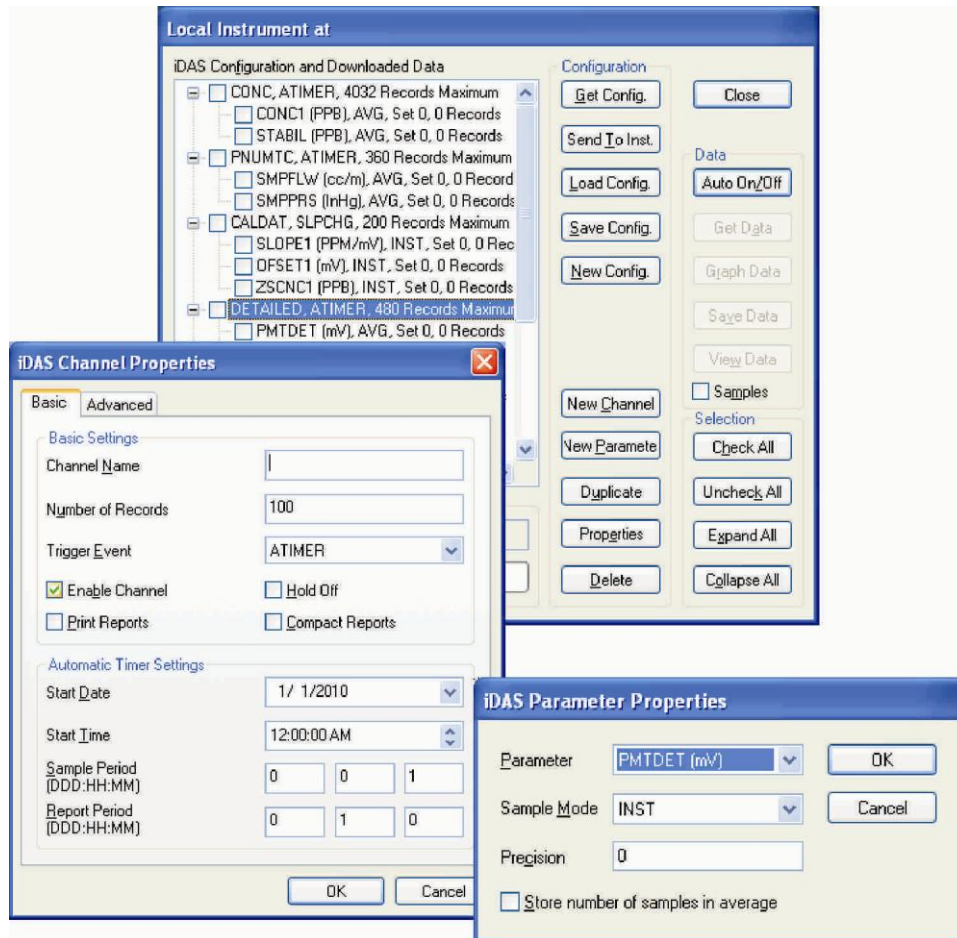 Local Instrument at
iDAS Configuration and Downloaded Data
CONC, ATIMER, 4032 Records Maximum
CONC1 (PPB), AVG, Set 0, 0 Records
STABIL (PPB), AVG, Set 0, 0 Records
PNUMTC, ATIMER, 360 Records Maximum
SMPFLW (cc/m), AVG, Set 0, 0 Record
SMPPRS (InHg), AVG, Set 0, 0 Records
CALDAT, SLPCHG, 200 Records Maximum
SLOPE1 (PPM/mV), INST, Set 0, 0 Rec
OFSET1 (mV), INST, Set 0, 0 Records
ZSCNC1 (PPB), INST, Set 0, 0 Records
DETAILED, ATIMER, 480 Records Maximur
PMTDET (mV), AVG, Set 0, 0 Records
Configuration
Get Config.
Send To Inst.
Load Config.
Save Config.
New Config.
New Channel
New Paramete
Duplicate
Properties
Delete
Close
Data
Auto On/Off
Get Data
Graph Data
Save Data
View Data
Samples
Selection
Check All
Uncheck All
Expand All
Collapse All
iDAS Channel Properties
Basic Advanced
Basic Settings
Channel Name
Number of Records 100
Trigger Event ATIMER
Enable Channel Hold Off
Print Reports Compact Reports
Automatic Timer Settings
Start Date 1/ 1/2010
Start Time 12:00:00 AM
Sample Period
(DDD:HH:MM) 0 0 1
Report Period
(DDD:HH:MM) 0 1 0
OK Cancel
iDAS Parameter Properties
Parameter PMTDET (mV) OK
Sample Mode INST Cancel
Precision 0
Store number of samples in average